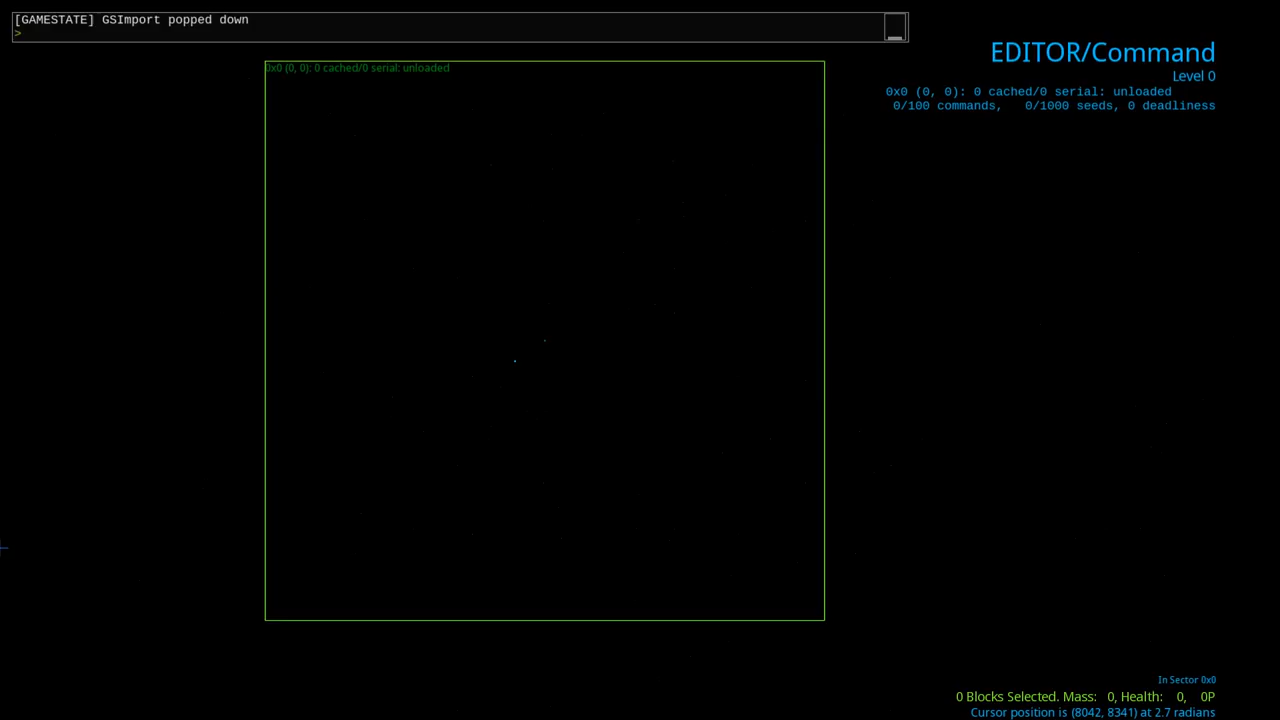 [GAMESTATE] GSImport popped down
>
EDITOR/Command
Level 0
0x0 (0, 0): 0 cached/0 serial: unloaded
0/100 commands, 0/1000 seeds, 0 deadliness
0x0 (0, 0): 0 cached/0 serial: unloaded
In Sector 0x0
0 Blocks Selected. Mass: 0, Health: 0, 0P
Cursor position is (8042, 8341) at 2.7 radians